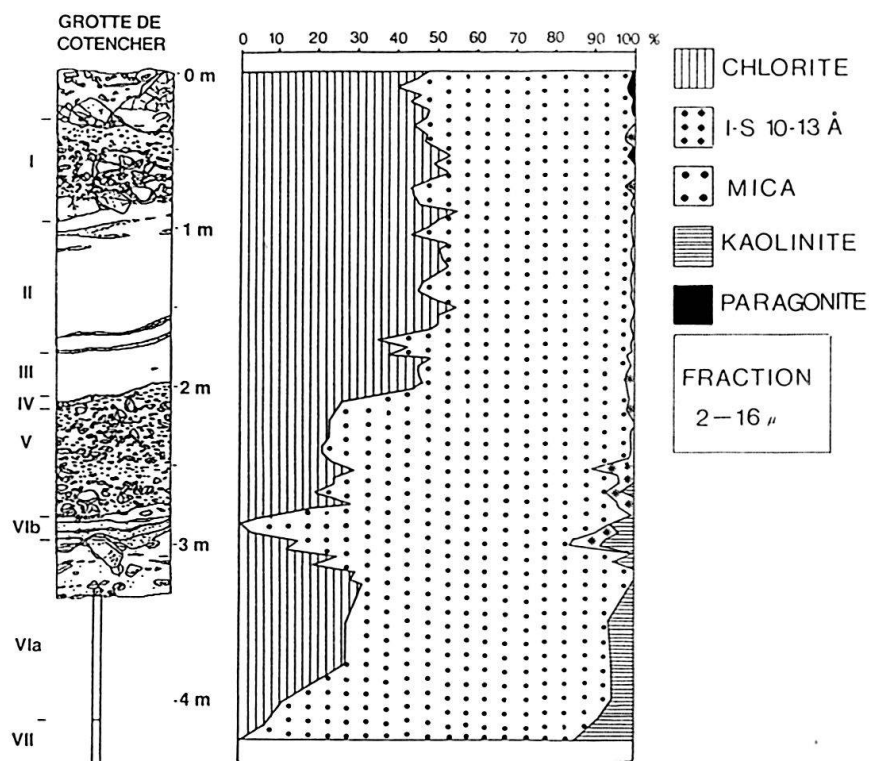 GROTTE DE
COTENCHER
0 10 20 30 40 50 60 70 80 90 100 %
0 m
I
1 m
II
III
2 m
IV
V
VIb
3 m
VIa
4 m
VII
CHLORITE
I-S 10-13 Å
MICA
KAOLINITE
PARAGONITE
FRACTION
2-16 μ